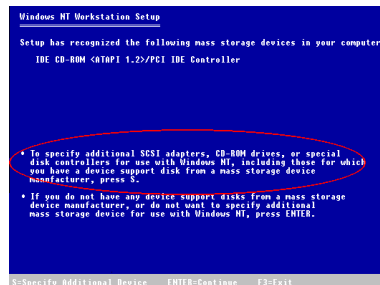 Windows NT Workstation Setup
Setup has recognized the following mass storage devices in your computer
IDE CD-ROM <ATAPI 1.2>/PCI IDE Controller
• To specify additional SCSI adapters, CD-ROM drives, or special
disk controllers for use with Windows NT, including those for which
you have a device support disk from a mass storage device
manufacturer, press S.
• If you do not have any device support disks from a mass storage
device manufacturer, or do not want to specify additional
mass storage device for use with Windows NT, press ENTER.
S=Specify Additional Device ENTER=Continue F3=Exit